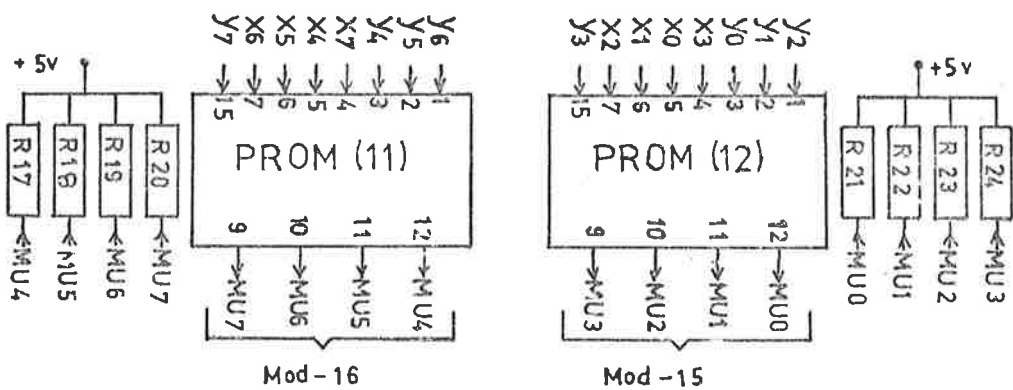 y7 x6 x5 x4 x7 y4 y5 y6
y3 x2 x1 x0 x3 y0 y1 y2
+ 5v
+5v
15 7 6 5 4 3 2 1
15 7 6 5 4 3 2 1
R17 R18 R19 R20
PROM (11)
PROM (12)
R21 R22 R23 R24
9 10 11 12
9 10 11 12
MU4 MU5 MU6 MU7
MU7 MU6 MU5 MU4
MU3 MU2 MU1 MU0
MU0 MU1 MU2 MU3
Mod-16
Mod-15